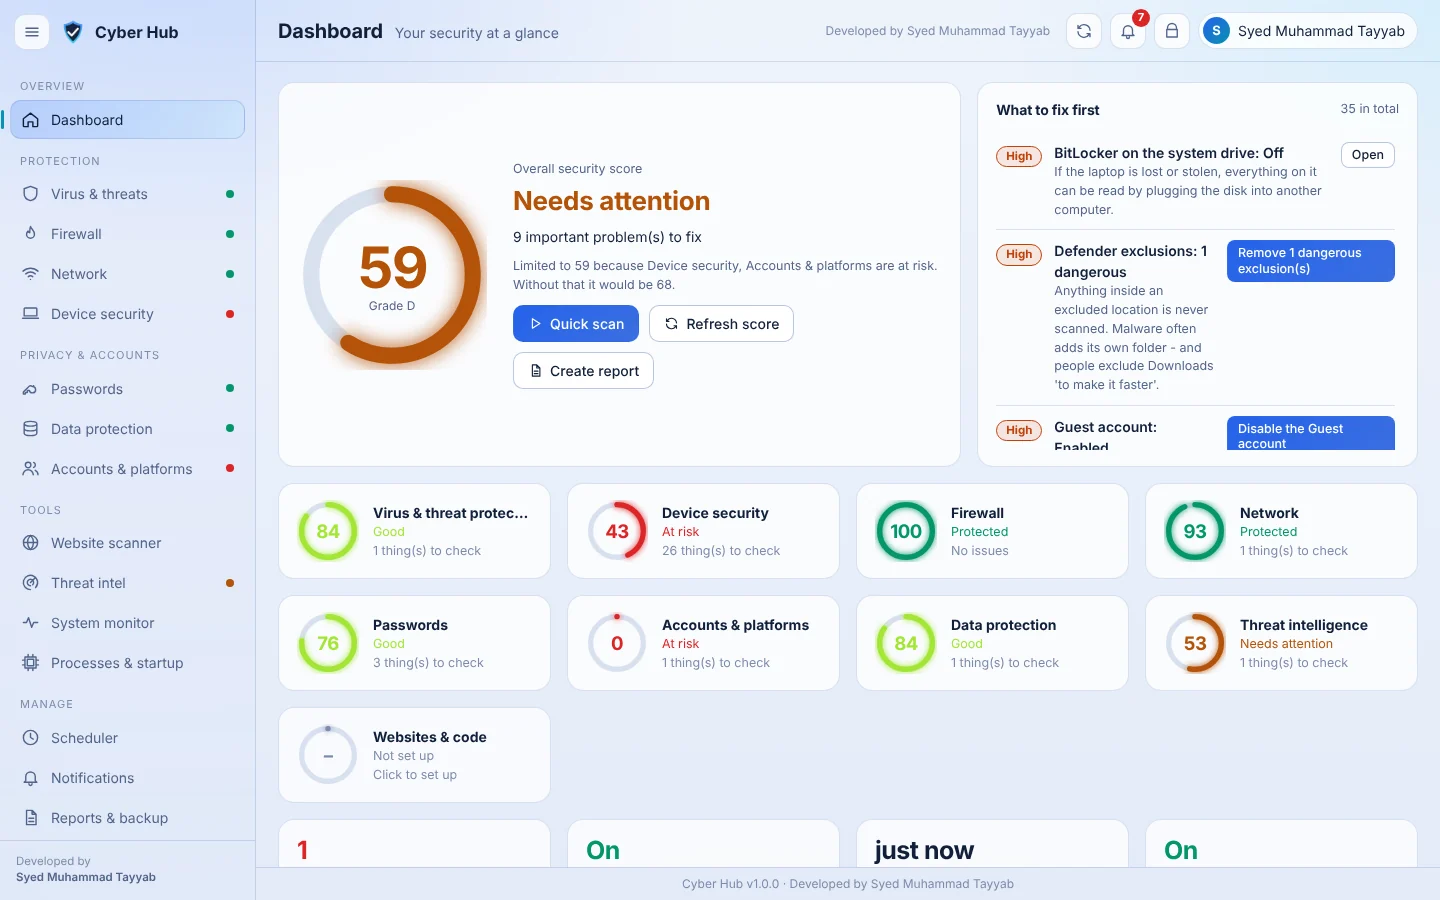 Cyber Hub
OVERVIEW
Dashboard
PROTECTION
Virus & threats
Firewall
Network
Device security
PRIVACY & ACCOUNTS
Passwords
Data protection
Accounts & platforms
TOOLS
Website scanner
Threat intel
System monitor
Processes & startup
MANAGE
Scheduler
Notifications
Reports & backup
Developed by
Syed Muhammad Tayyab
Dashboard Your security at a glance
Developed by Syed Muhammad Tayyab
7
S Syed Muhammad Tayyab
59
Grade D
Overall security score
Needs attention
9 important problem(s) to fix
Limited to 59 because Device security, Accounts & platforms are at risk.
Without that it would be 68.
Quick scan
Refresh score
Create report
What to fix first
35 in total
High
BitLocker on the system drive: Off
If the laptop is lost or stolen, everything on it
can be read by plugging the disk into another
computer.
Open
High
Defender exclusions: 1
dangerous
Anything inside an
excluded location is never
scanned. Malware often
adds its own folder - and
people exclude Downloads
'to make it faster'.
Remove 1 dangerous
exclusion(s)
High
Guest account:
Enabled
Disable the Guest
account
84
Virus & threat protec...
Good
1 thing(s) to check
43
Device security
At risk
26 thing(s) to check
100
Firewall
Protected
No issues
93
Network
Protected
1 thing(s) to check
76
Passwords
Good
3 thing(s) to check
0
Accounts & platforms
At risk
1 thing(s) to check
84
Data protection
Good
1 thing(s) to check
53
Threat intelligence
Needs attention
1 thing(s) to check
–
Websites & code
Not set up
Click to set up
1
On
just now
On
Cyber Hub v1.0.0 · Developed by Syed Muhammad Tayyab